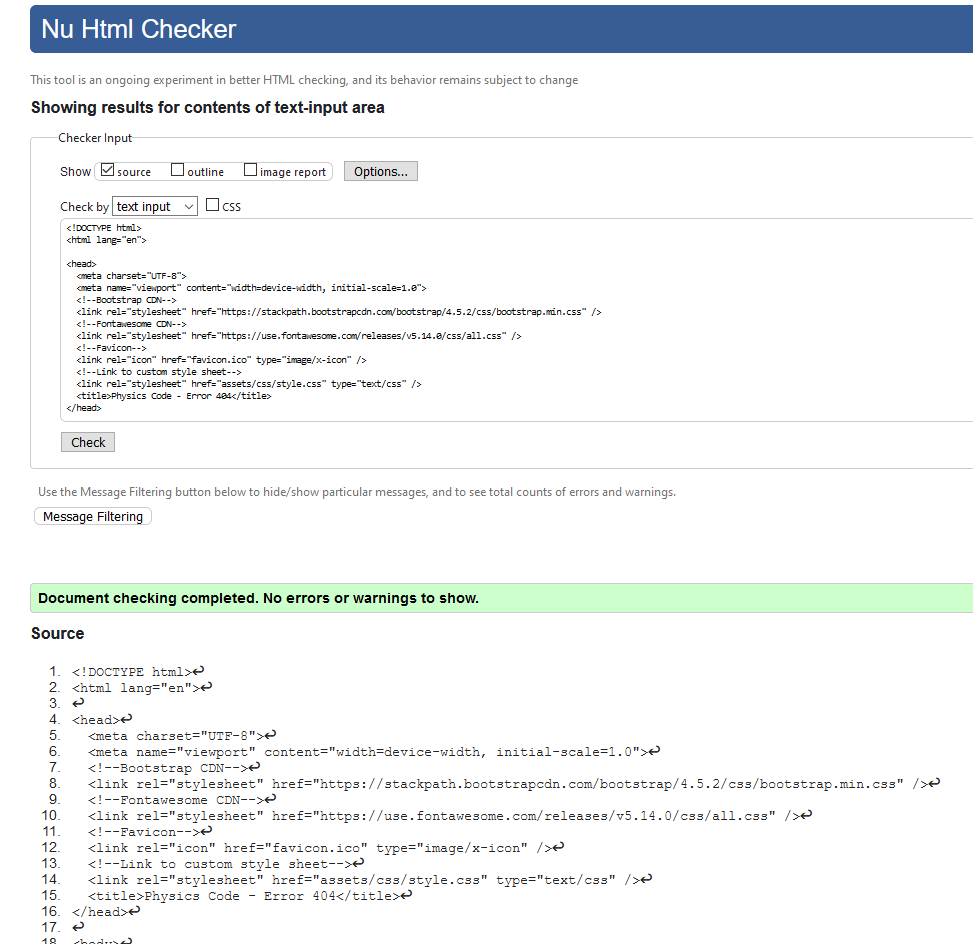 Nu Html Checker
This tool is an ongoing experiment in better HTML checking, and its behavior remains subject to change
Showing results for contents of text-input area
Checker Input
Show source outline image report Options...
Check by text input CSS
<!DOCTYPE html>
<html lang="en">
<head>
<meta charset="UTF-8">
<meta name="viewport" content="width=device-width, initial-scale=1.0">
<!--Bootstrap CDN-->
<link rel="stylesheet" href="https://stackpath.bootstrapcdn.com/bootstrap/4.5.2/css/bootstrap.min.css" />
<!--Fontawesome CDN-->
<link rel="stylesheet" href="https://use.fontawesome.com/releases/v5.14.0/css/all.css" />
<!--Favicon-->
<link rel="icon" href="favicon.ico" type="image/x-icon" />
<!--Link to custom style sheet-->
<link rel="stylesheet" href="assets/css/style.css" type="text/css" />
<title>Physics Code - Error 404</title>
</head>
Check
Use the Message Filtering button below to hide/show particular messages, and to see total counts of errors and warnings.
Message Filtering
Document checking completed. No errors or warnings to show.
Source
1. <!DOCTYPE html>↩
2. <html lang="en">↩
3. ↩
4. <head>↩
5. <meta charset="UTF-8">↩
6. <meta name="viewport" content="width=device-width, initial-scale=1.0">↩
7. <!--Bootstrap CDN-->↩
8. <link rel="stylesheet" href="https://stackpath.bootstrapcdn.com/bootstrap/4.5.2/css/bootstrap.min.css" />↩
9. <!--Fontawesome CDN-->↩
10. <link rel="stylesheet" href="https://use.fontawesome.com/releases/v5.14.0/css/all.css" />↩
11. <!--Favicon-->↩
12. <link rel="icon" href="favicon.ico" type="image/x-icon" />↩
13. <!--Link to custom style sheet-->↩
14. <link rel="stylesheet" href="assets/css/style.css" type="text/css" />↩
15. <title>Physics Code - Error 404</title>↩
16. </head>↩
17. ↩
18. <body>↩